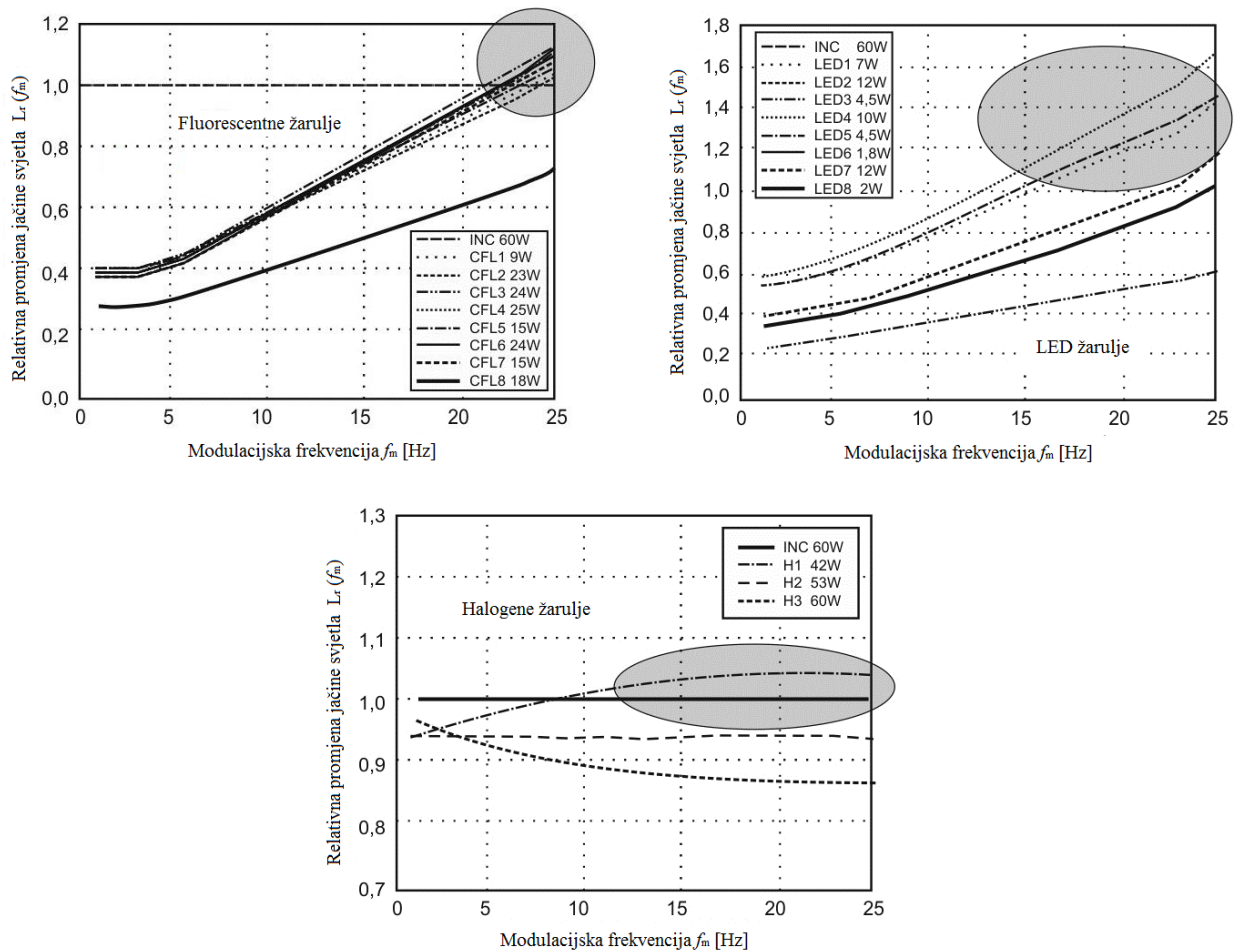 Relativna promjena jačine svjetla Lr (fm)
1,2
1,0
0,8
0,6
0,4
0,2
0,0
Fluorescentne žarulje
INC 60W
CFL1 9W
CFL2 23W
CFL3 24W
CFL4 25W
CFL5 15W
CFL6 24W
CFL7 15W
CFL8 18W
0 5 10 15 20 25
Modulacijska frekvencija fm [Hz]
Relativna promjena jačine svjetla Lr (fm)
1,8
1,6
1,4
1,2
1,0
0,8
0,6
0,4
0,2
0,0
INC 60W
LED1 7W
LED2 12W
LED3 4,5W
LED4 10W
LED5 4,5W
LED6 1,8W
LED7 12W
LED8 2W
LED žarulje
0 5 10 15 20 25
Modulacijska frekvencija fm [Hz]
Relativna promjena jačine svjetla Lr (fm)
1,3
1,2
1,1
1,0
0,9
0,8
0,7
Halogene žarulje
INC 60W
H1 42W
H2 53W
H3 60W
0 5 10 15 20 25
Modulacijska frekvencija fm [Hz]